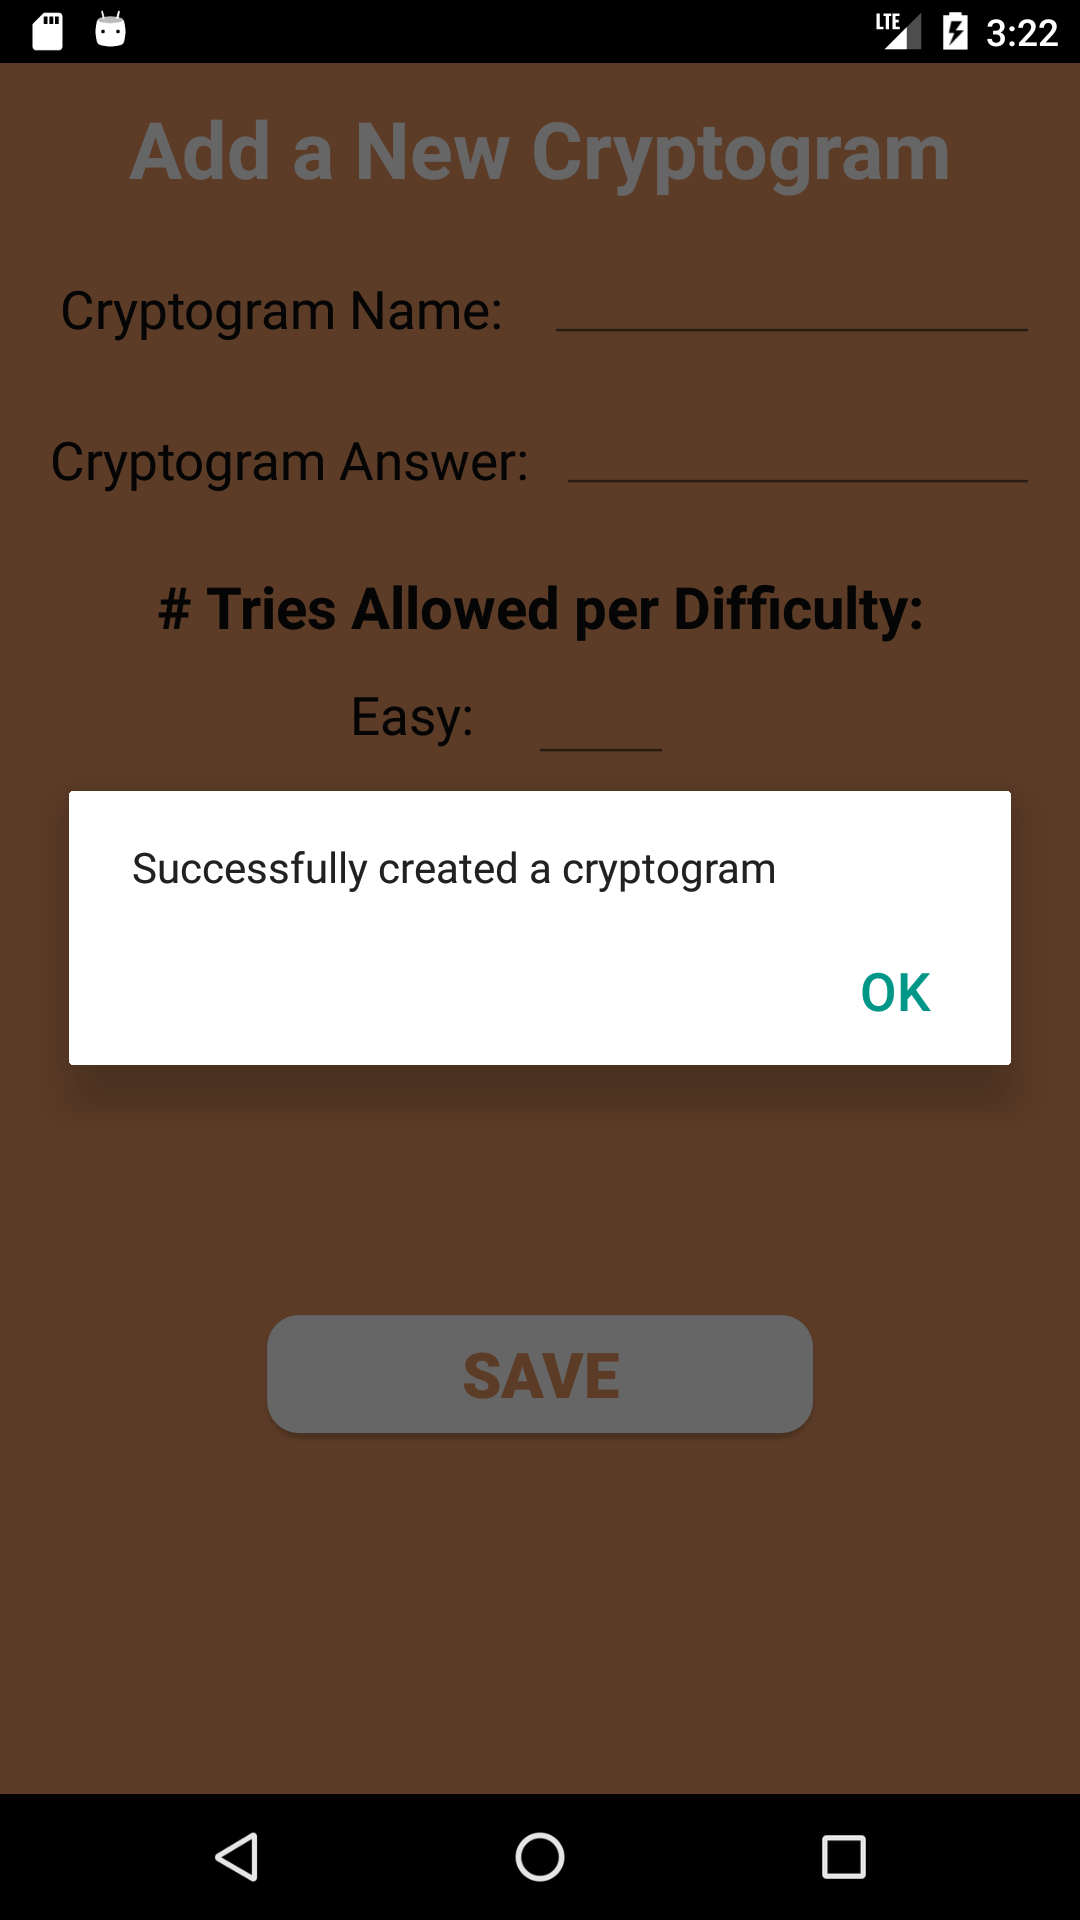 LTE 3:22
Add a New Cryptogram
Cryptogram Name:
Cryptogram Answer:
# Tries Allowed per Difficulty:
Easy:
Successfully created a cryptogram
OK
SAVE